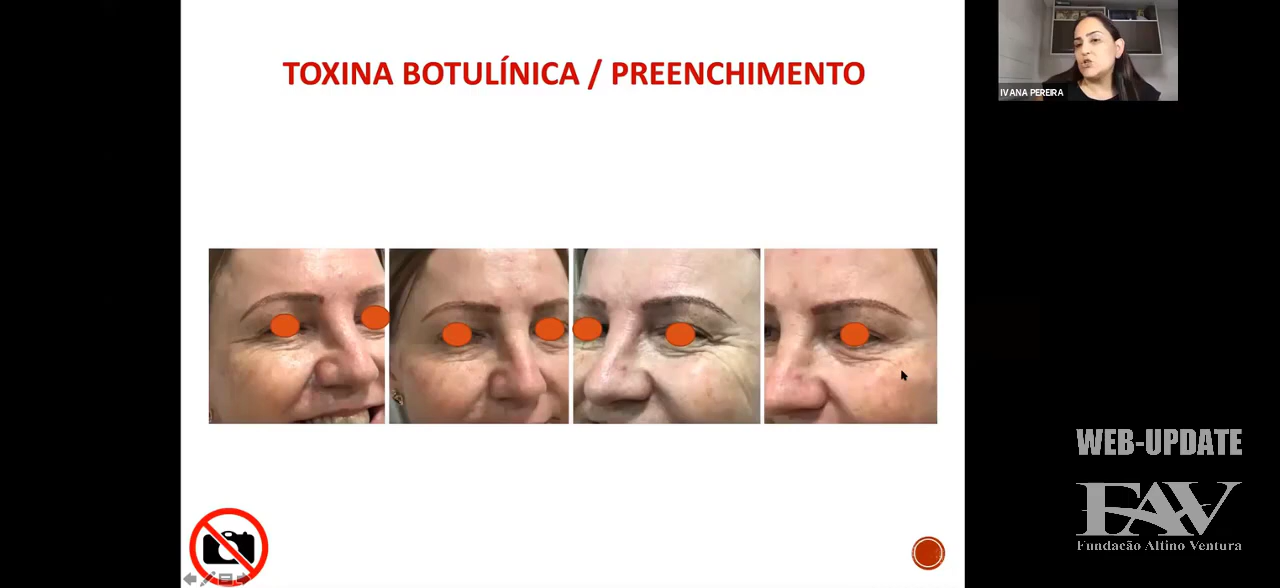 TOXINA BOTULÍNICA / PREENCHIMENTO
IVANA PEREIRA
WEB-UPDATE
FAV
Fundação Altino Ventura